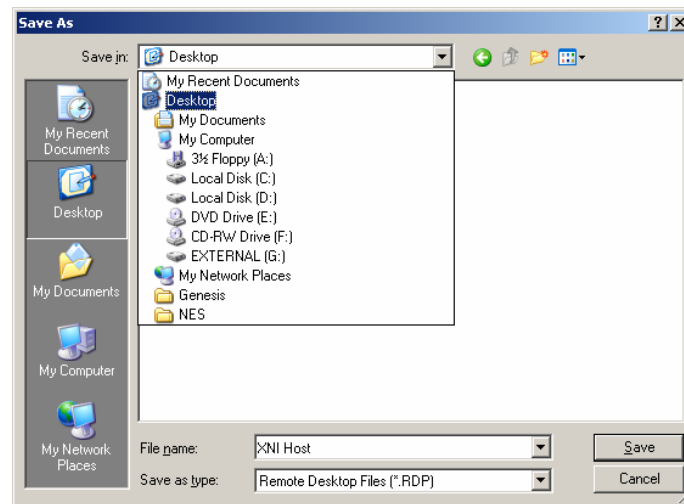 Save As
Save in:
Desktop
My Recent Documents
Desktop
My Documents
My Computer
3½ Floppy (A:)
Local Disk (C:)
Local Disk (D:)
DVD Drive (E:)
CD-RW Drive (F:)
EXTERNAL (G:)
My Network Places
Genesis
NES
My Recent
Documents
Desktop
My Documents
My Computer
My Network
Places
File name:
XNI Host
Save
Save as type:
Remote Desktop Files (*.RDP)
Cancel